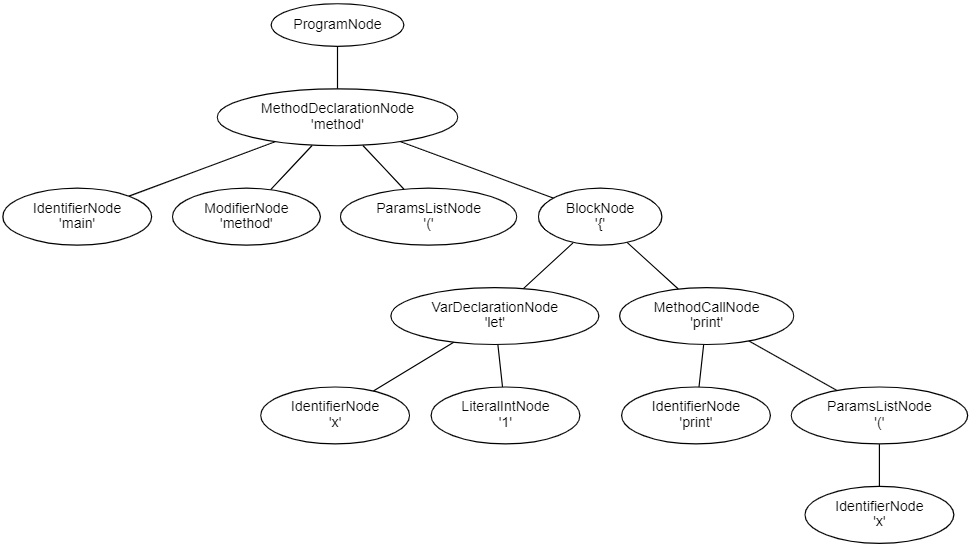 ProgramNode
MethodDeclarationNode
'method'
IdentifierNode
'main'
ModifierNode
'method'
ParamsListNode
'('
BlockNode
'{'
VarDeclarationNode
'let'
MethodCallNode
'print'
IdentifierNode
'x'
LiteralIntNode
'1'
IdentifierNode
'print'
ParamsListNode
'('
IdentifierNode
'x'